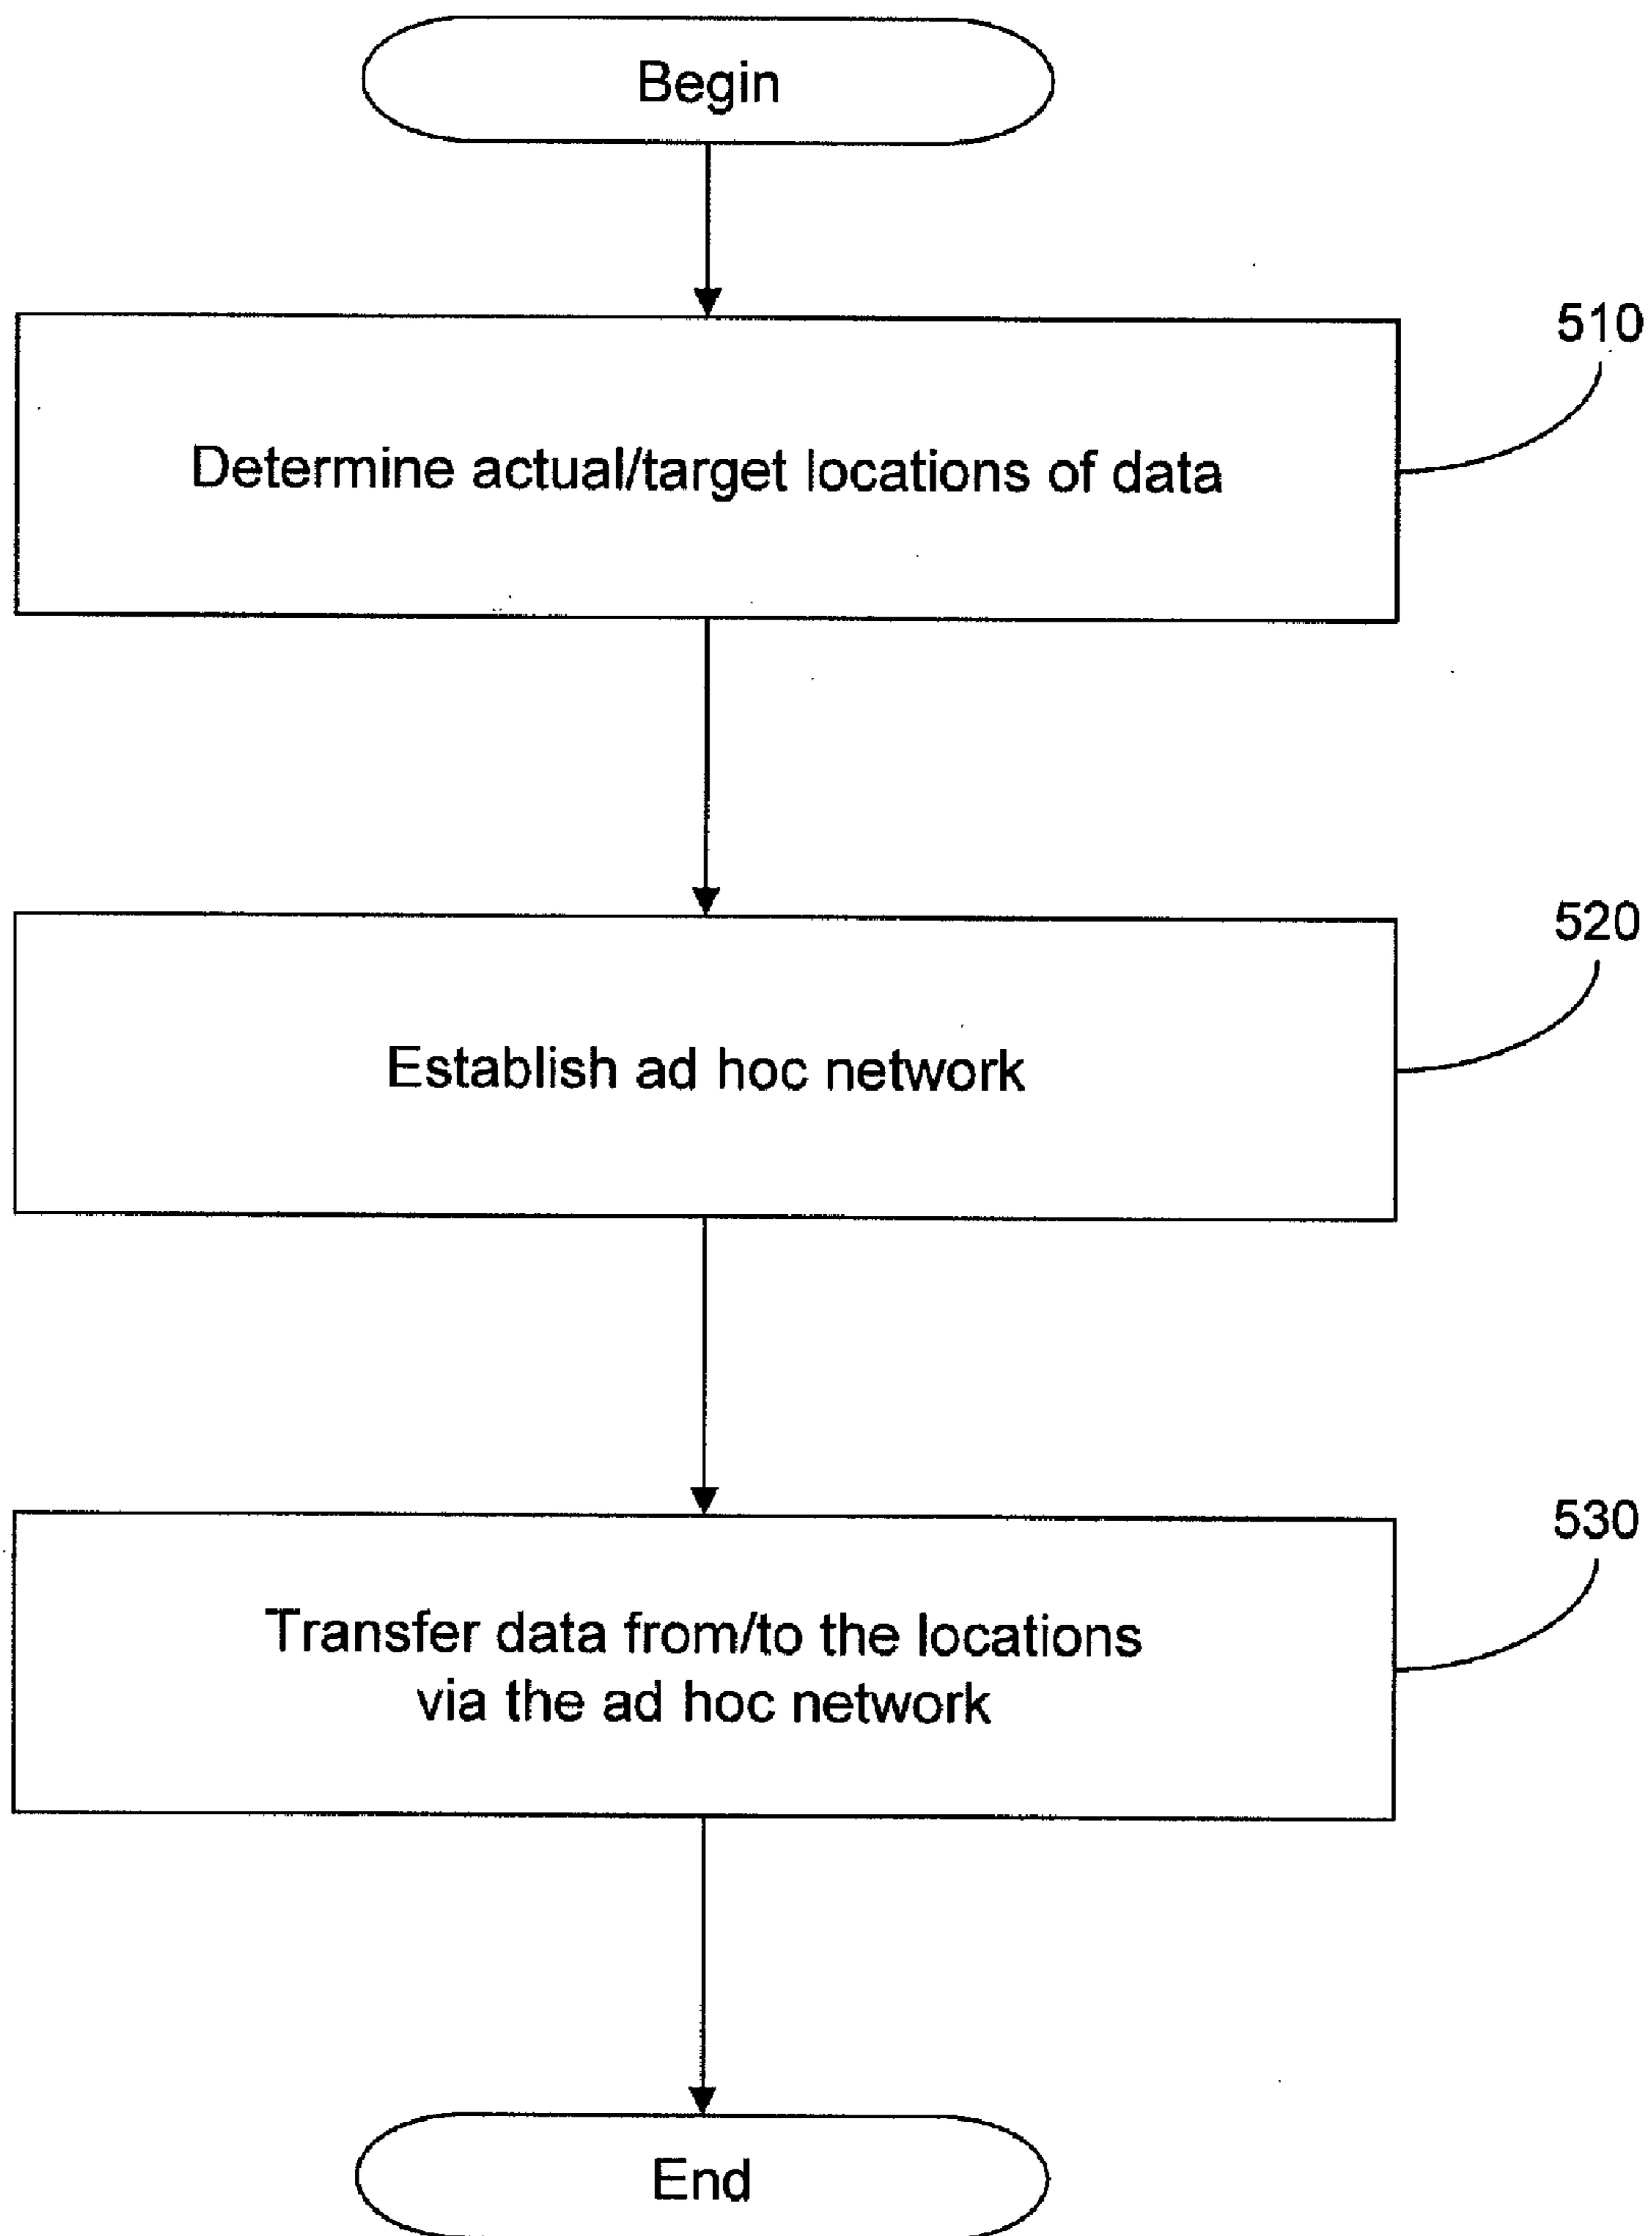 Begin
510
Determine actual/target locations of data
520
Establish ad hoc network
530
Transfer data from/to the locations
via the ad hoc network
End